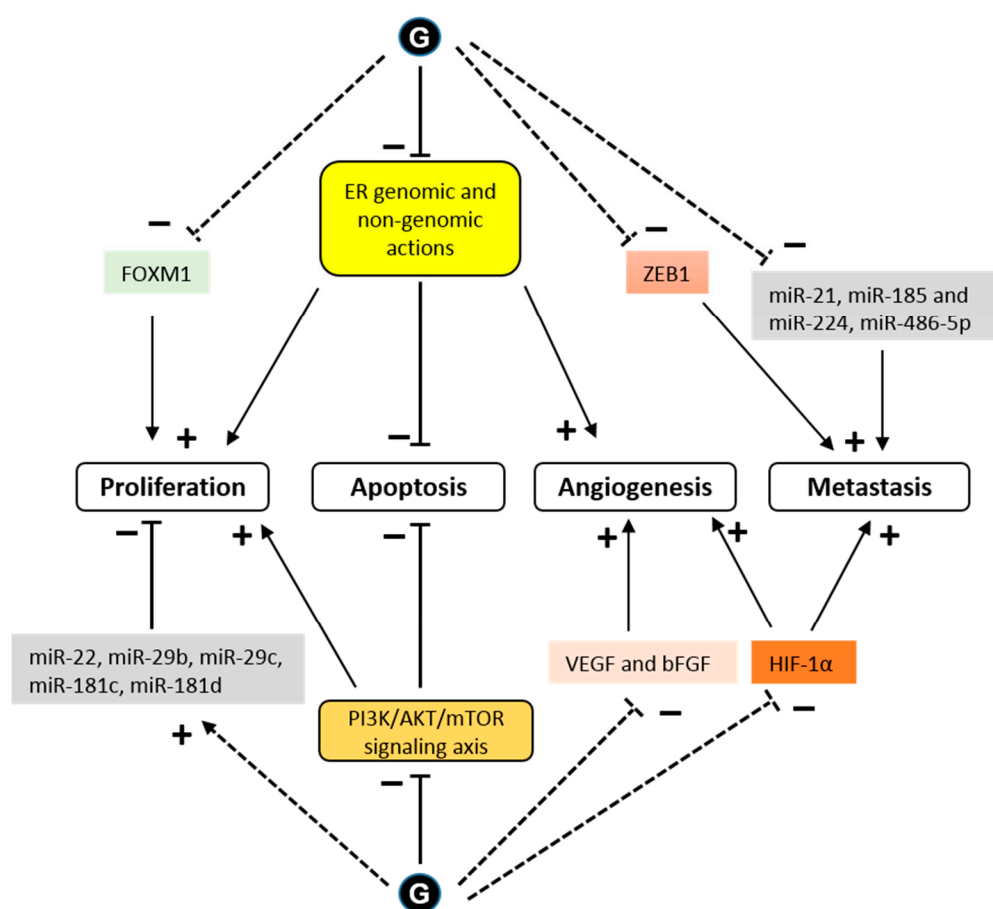 G
−
ER genomic and
non-genomic
actions
−
FOXM1
−
ZEB1
−
miR-21, miR-185 and
miR-224, miR-486-5p
+
−
+
+
Proliferation
Apoptosis
Angiogenesis
Metastasis
−
+
−
+
+
+
miR-22, miR-29b, miR-29c,
miR-181c, miR-181d
VEGF and bFGF
HIF-1α
PI3K/AKT/mTOR
signaling axis
+
−
−
−
G